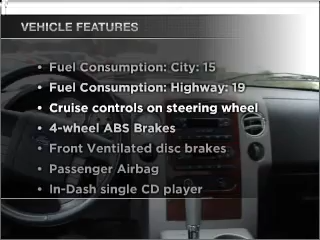 VEHICLE FEATURES
• Fuel Consumption: City: 15
• Fuel Consumption: Highway: 19
• Cruise controls on steering wheel
• 4-wheel ABS Brakes
• Front Ventilated disc brakes
• Passenger Airbag
• In-Dash single CD player